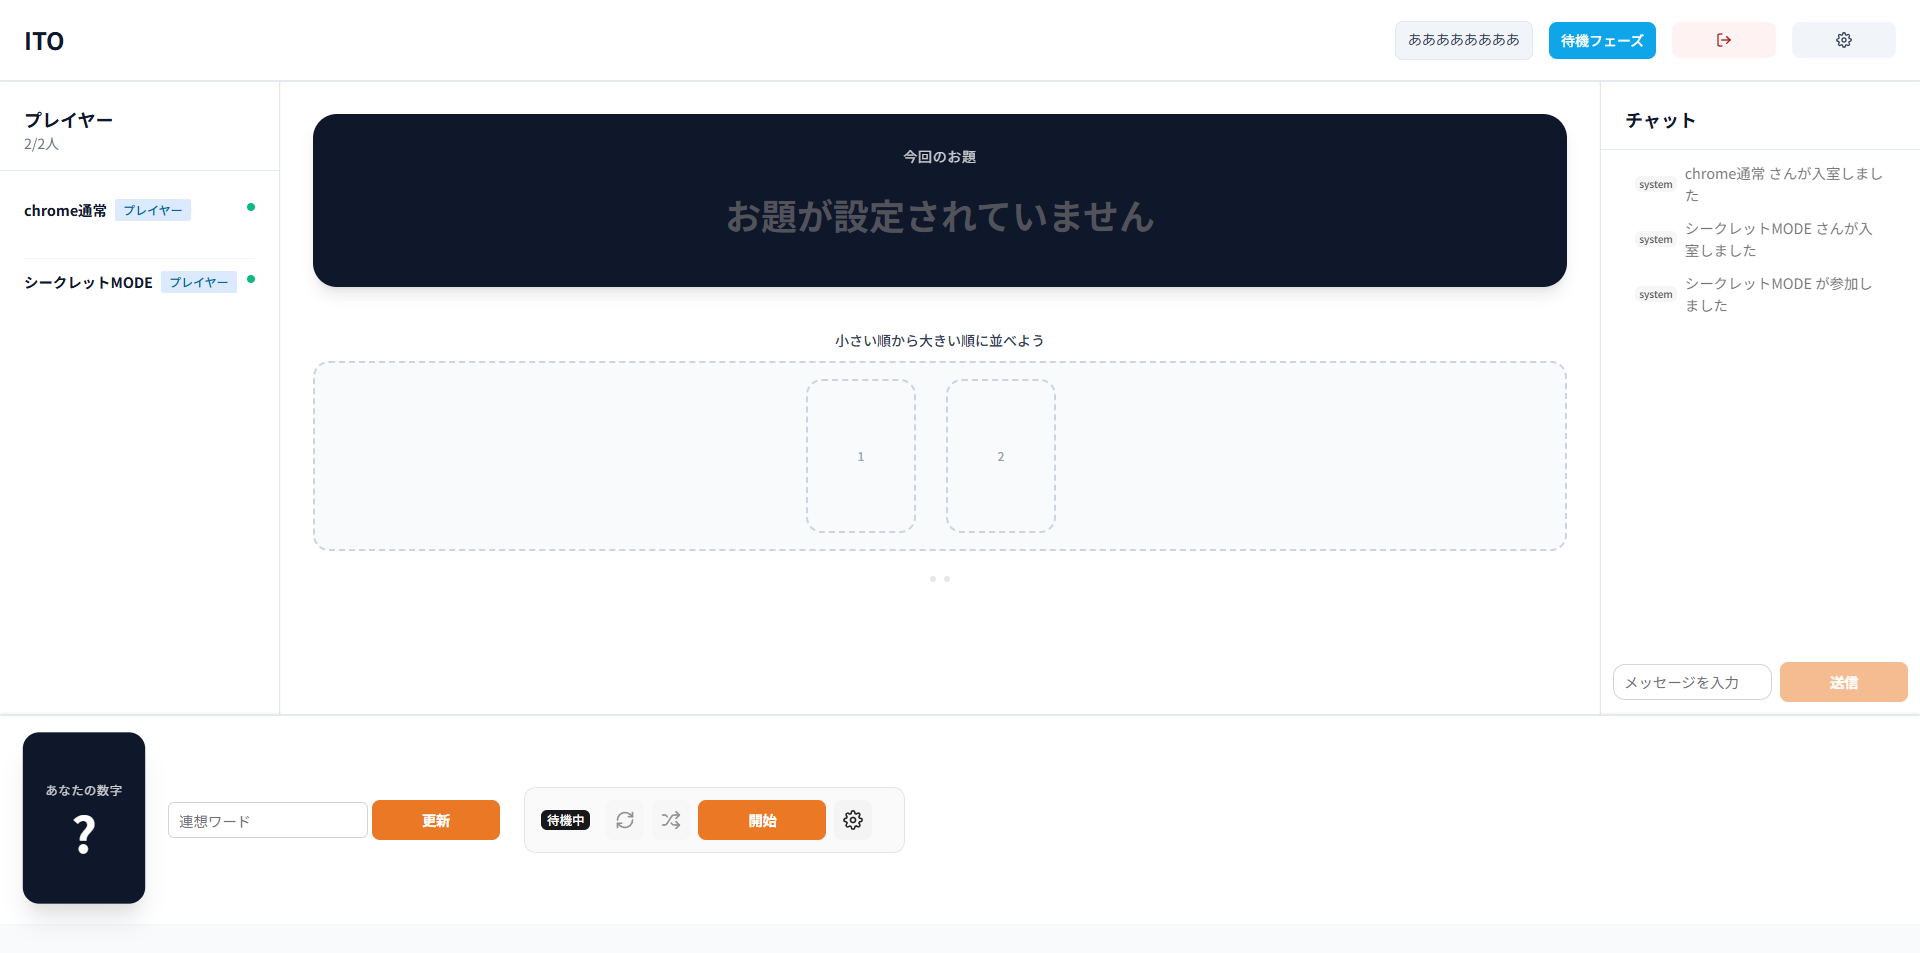 ITO
ああああああああ
待機フェーズ
プレイヤー
2/2人
chrome通常 プレイヤー
シークレットMODE プレイヤー
今回のお題
お題が設定されていません
小さい順から大きい順に並べよう
1
2
チャット
system
chrome通常 さんが入室しまし
た
system
シークレットMODE さんが入
室しました
system
シークレットMODE が参加し
ました
メッセージを入力
送信
あなたの数字
?
連想ワード
更新
待機中
開始